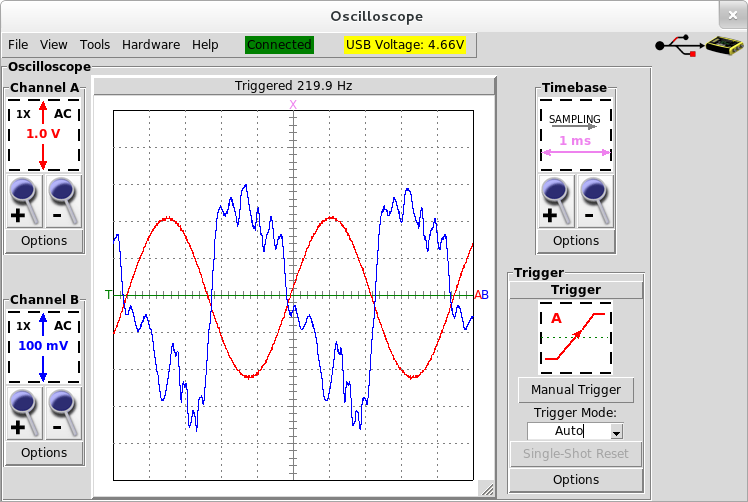 Oscilloscope
File View Tools Hardware Help Connected USB Voltage: 4.66V
Oscilloscope
Channel A
1X AC
1.0 V
+ -
Options
Channel B
1X AC
100 mV
+ -
Options
Triggered 219.9 Hz
X
T
A B
Timebase
SAMPLING
1 ms
+ -
Options
Trigger
Trigger
A
Manual Trigger
Trigger Mode:
Auto
Single-Shot Reset
Options